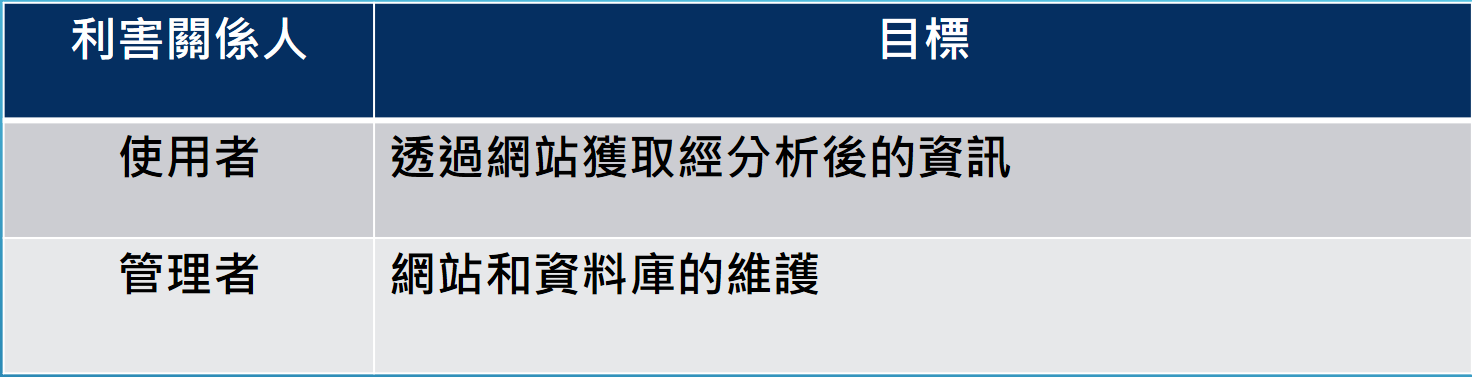 利害關係人
目標
使用者
透過網站獲取經分析後的資訊
管理者
網站和資料庫的維護